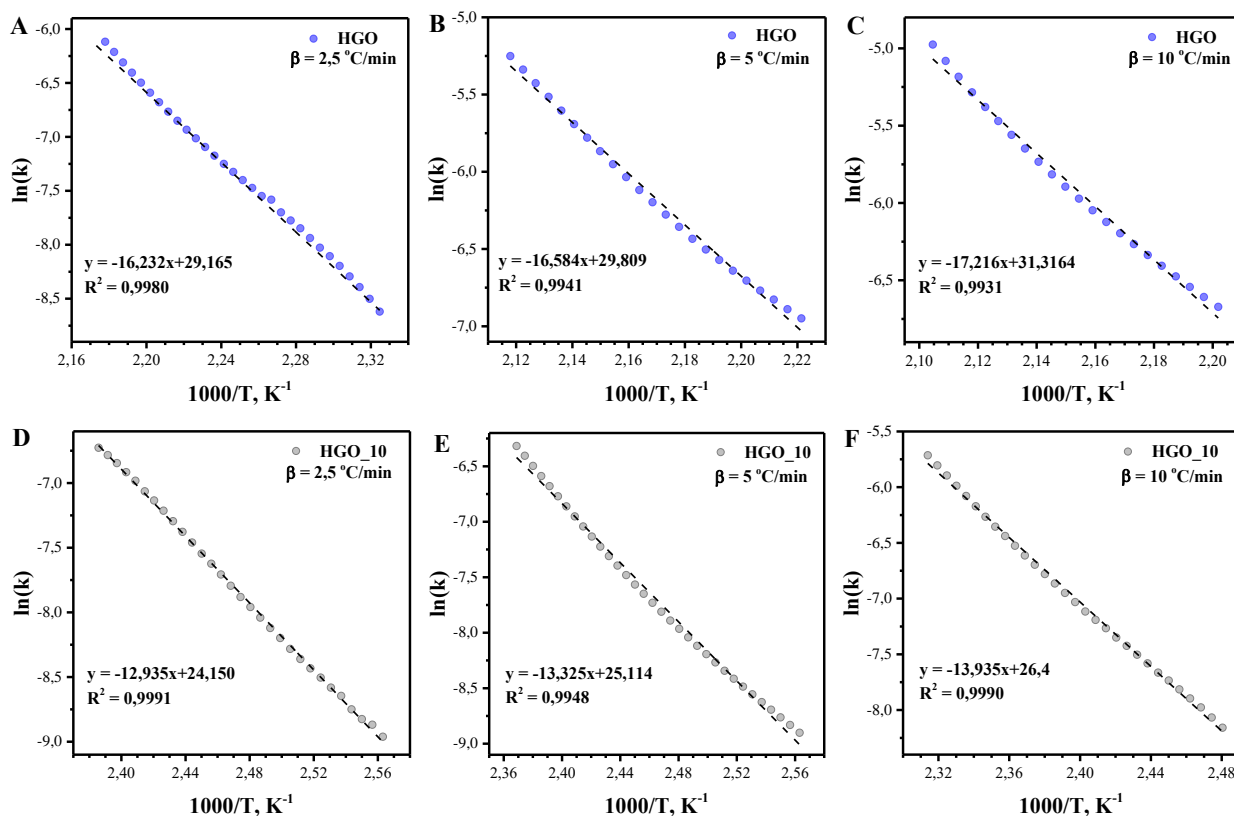 A
HGO
β = 2,5 °C/min
ln(k)
-6,0
-6,5
-7,0
-7,5
-8,0
-8,5
y = -16,232x+29,165
R² = 0,9980
2,16 2,20 2,24 2,28 2,32
1000/T, K⁻¹
B
HGO
β = 5 °C/min
ln(k)
-5,0
-5,5
-6,0
-6,5
-7,0
y = -16,584x+29,809
R² = 0,9941
2,12 2,14 2,16 2,18 2,20 2,22
1000/T, K⁻¹
C
HGO
β = 10 °C/min
ln(k)
-5,0
-5,5
-6,0
-6,5
y = -17,216x+31,3164
R² = 0,9931
2,10 2,12 2,14 2,16 2,18 2,20
1000/T, K⁻¹
D
HGO_10
β = 2,5 °C/min
ln(k)
-7,0
-7,5
-8,0
-8,5
-9,0
y = -12,935x+24,150
R² = 0,9991
2,40 2,44 2,48 2,52 2,56
1000/T, K⁻¹
E
HGO_10
β = 5 °C/min
ln(k)
-6,5
-7,0
-7,5
-8,0
-8,5
-9,0
y = -13,325x+25,114
R² = 0,9948
2,36 2,40 2,44 2,48 2,52 2,56
1000/T, K⁻¹
F
HGO_10
β = 10 °C/min
ln(k)
-5,5
-6,0
-6,5
-7,0
-7,5
-8,0
y = -13,935x+26,4
R² = 0,9990
2,32 2,36 2,40 2,44 2,48
1000/T, K⁻¹